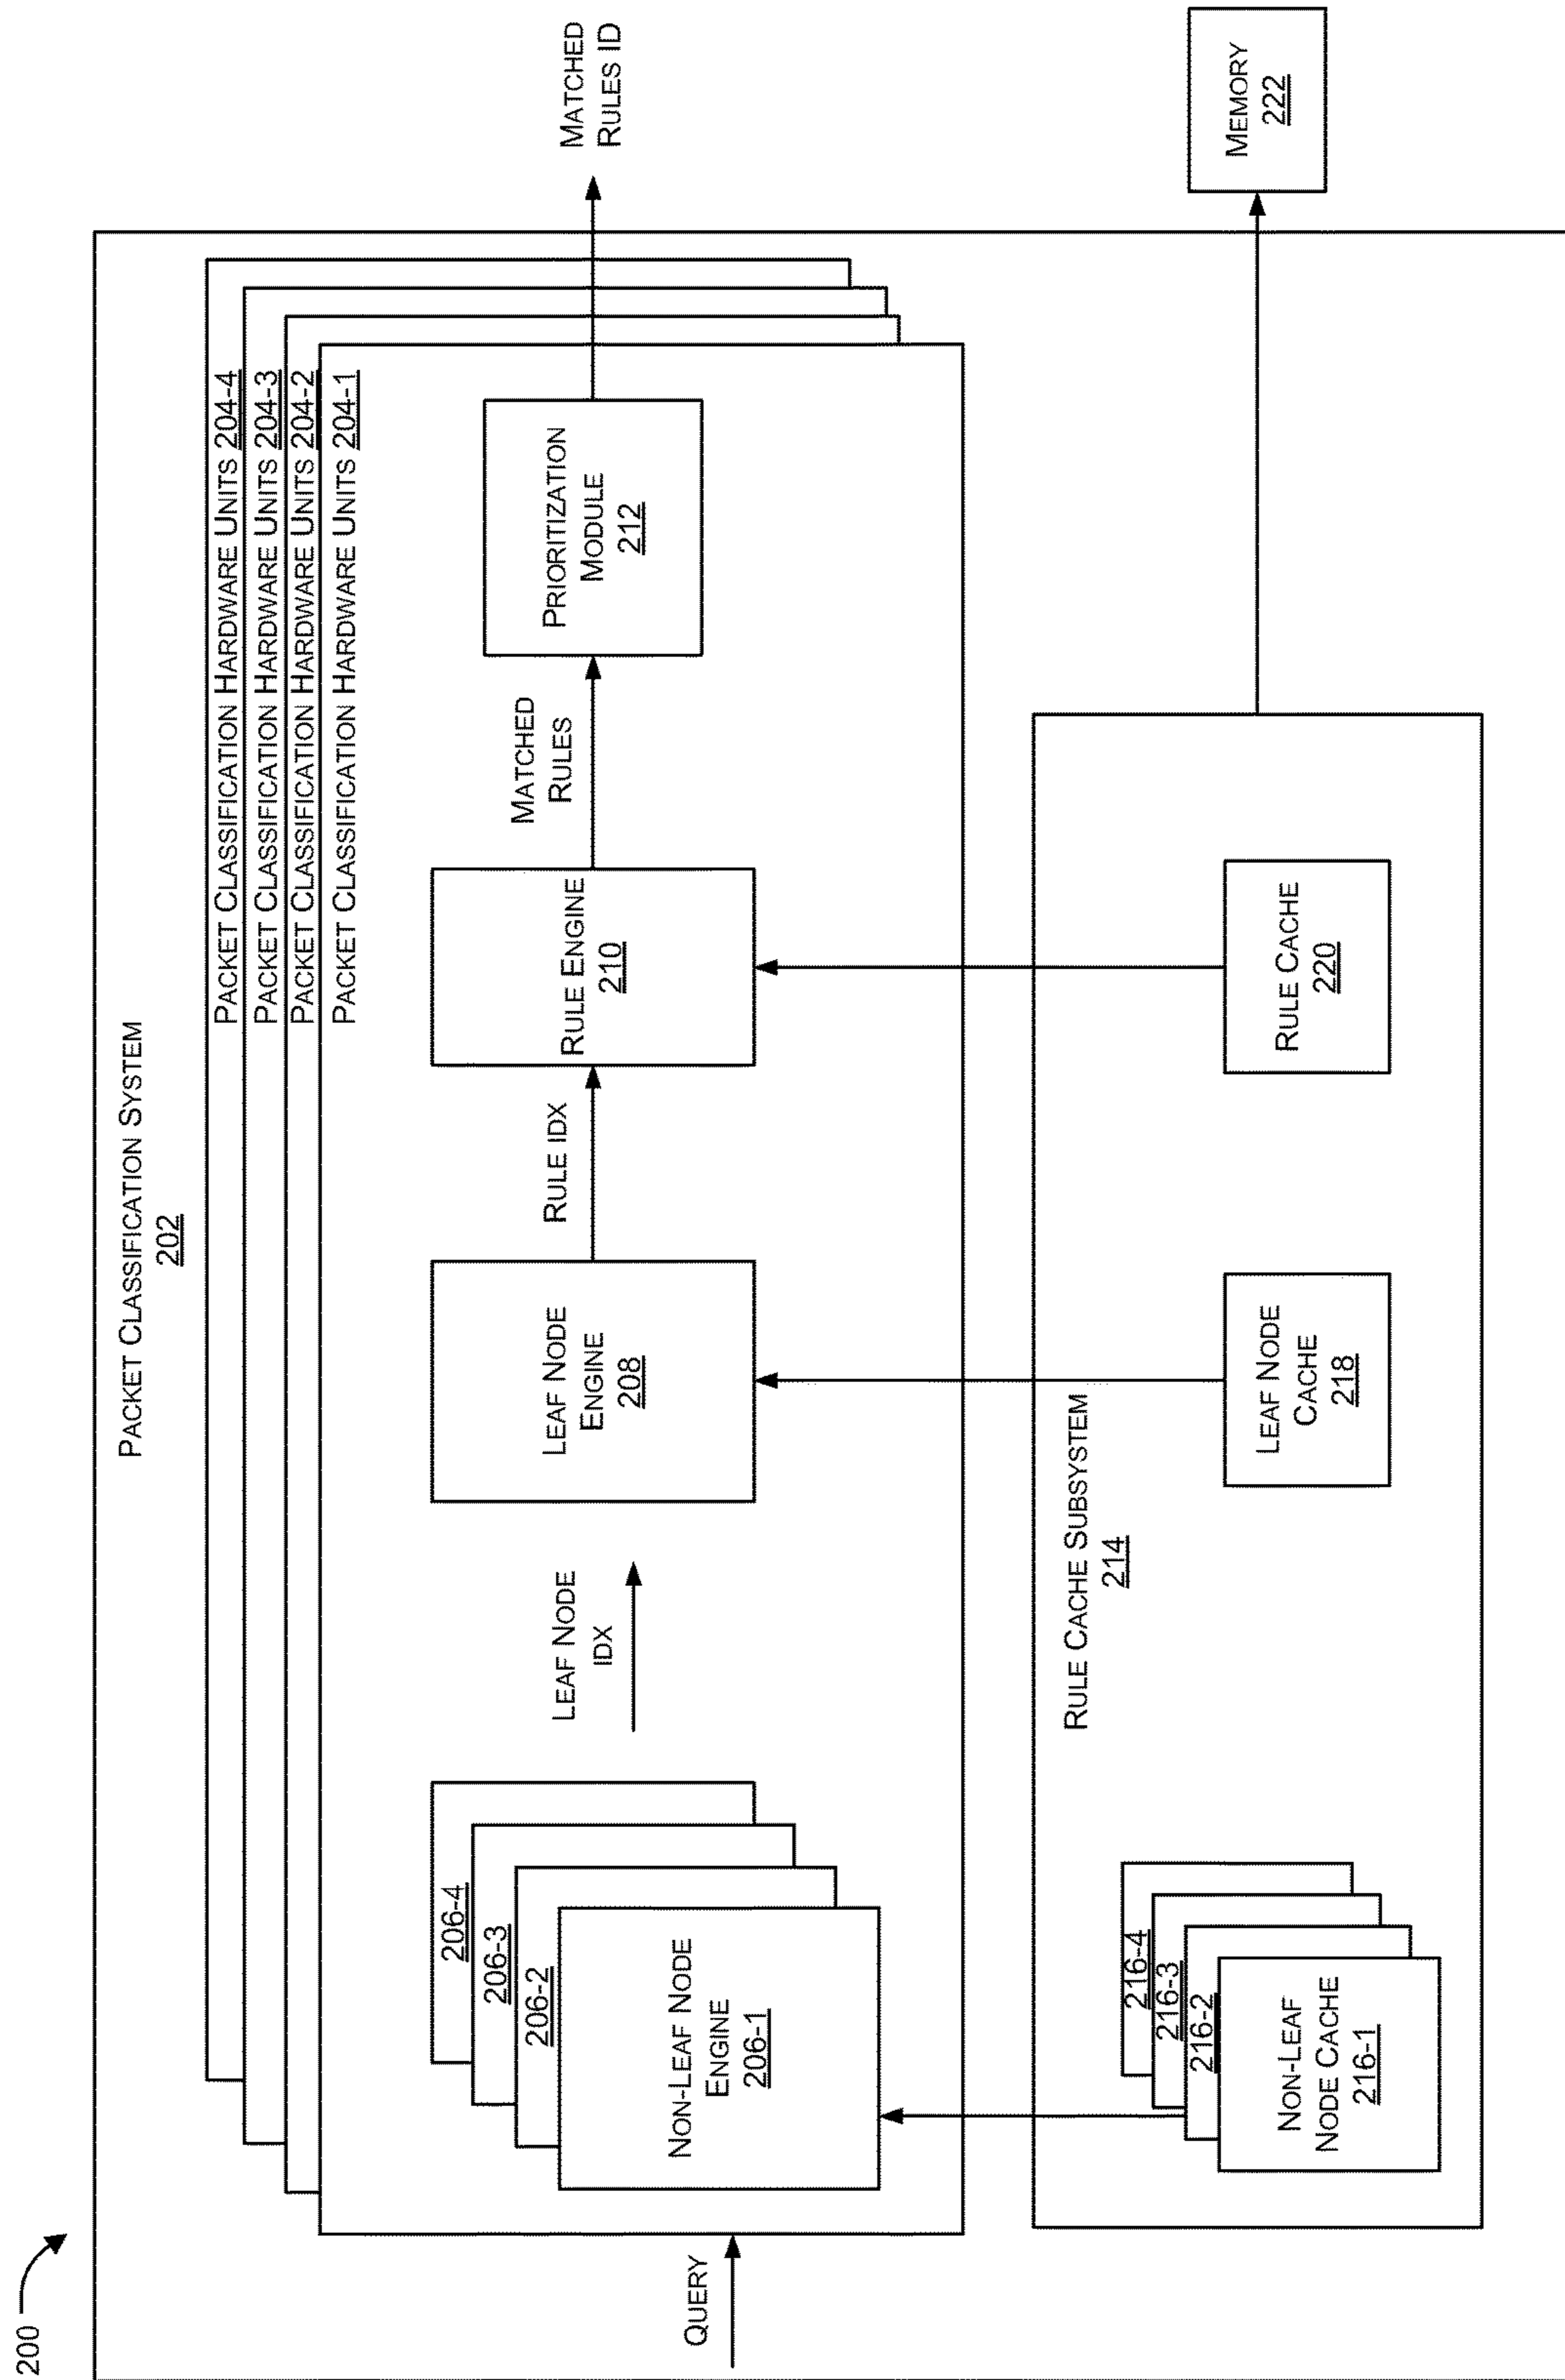 200
PACKET CLASSIFICATION SYSTEM
202
PACKET CLASSIFICATION HARDWARE UNITS 204-4
PACKET CLASSIFICATION HARDWARE UNITS 204-3
PACKET CLASSIFICATION HARDWARE UNITS 204-2
PACKET CLASSIFICATION HARDWARE UNITS 204-1
QUERY
206-4
206-3
206-2
NON-LEAF NODE
ENGINE
206-1
LEAF NODE
IDX
LEAF NODE
ENGINE
208
RULE IDX
RULE ENGINE
210
MATCHED
RULES
PRIORITIZATION
MODULE
212
MATCHED
RULES ID
RULE CACHE SUBSYSTEM
214
216-4
216-3
216-2
NON-LEAF
NODE CACHE
216-1
LEAF NODE
CACHE
218
RULE CACHE
220
MEMORY
222